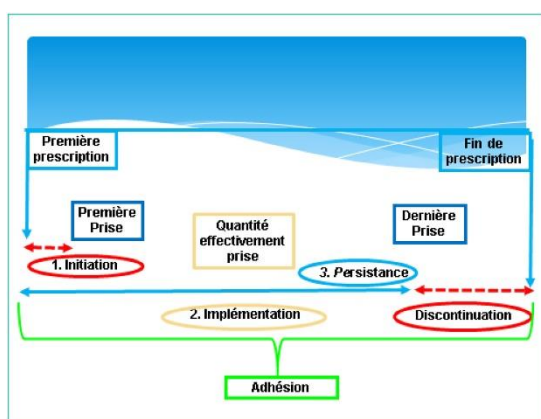 Première
prescription
Fin de
prescription
Première
Prise
Quantité
effectivement
prise
Dernière
Prise
1. Initiation
3. Persistance
2. Implémentation
Discontinuation
Adhésion